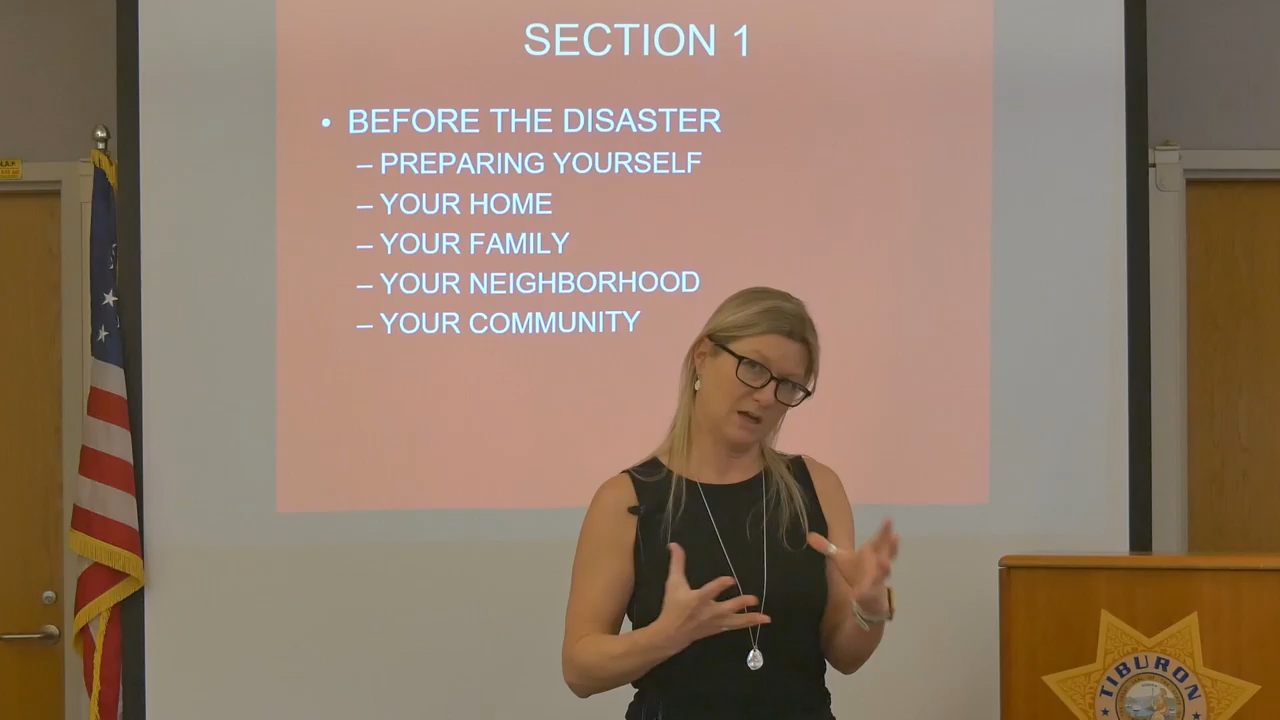 SECTION 1
• BEFORE THE DISASTER
– PREPARING YOURSELF
– YOUR HOME
– YOUR FAMILY
– YOUR NEIGHBORHOOD
– YOUR COMMUNITY
TIBURON